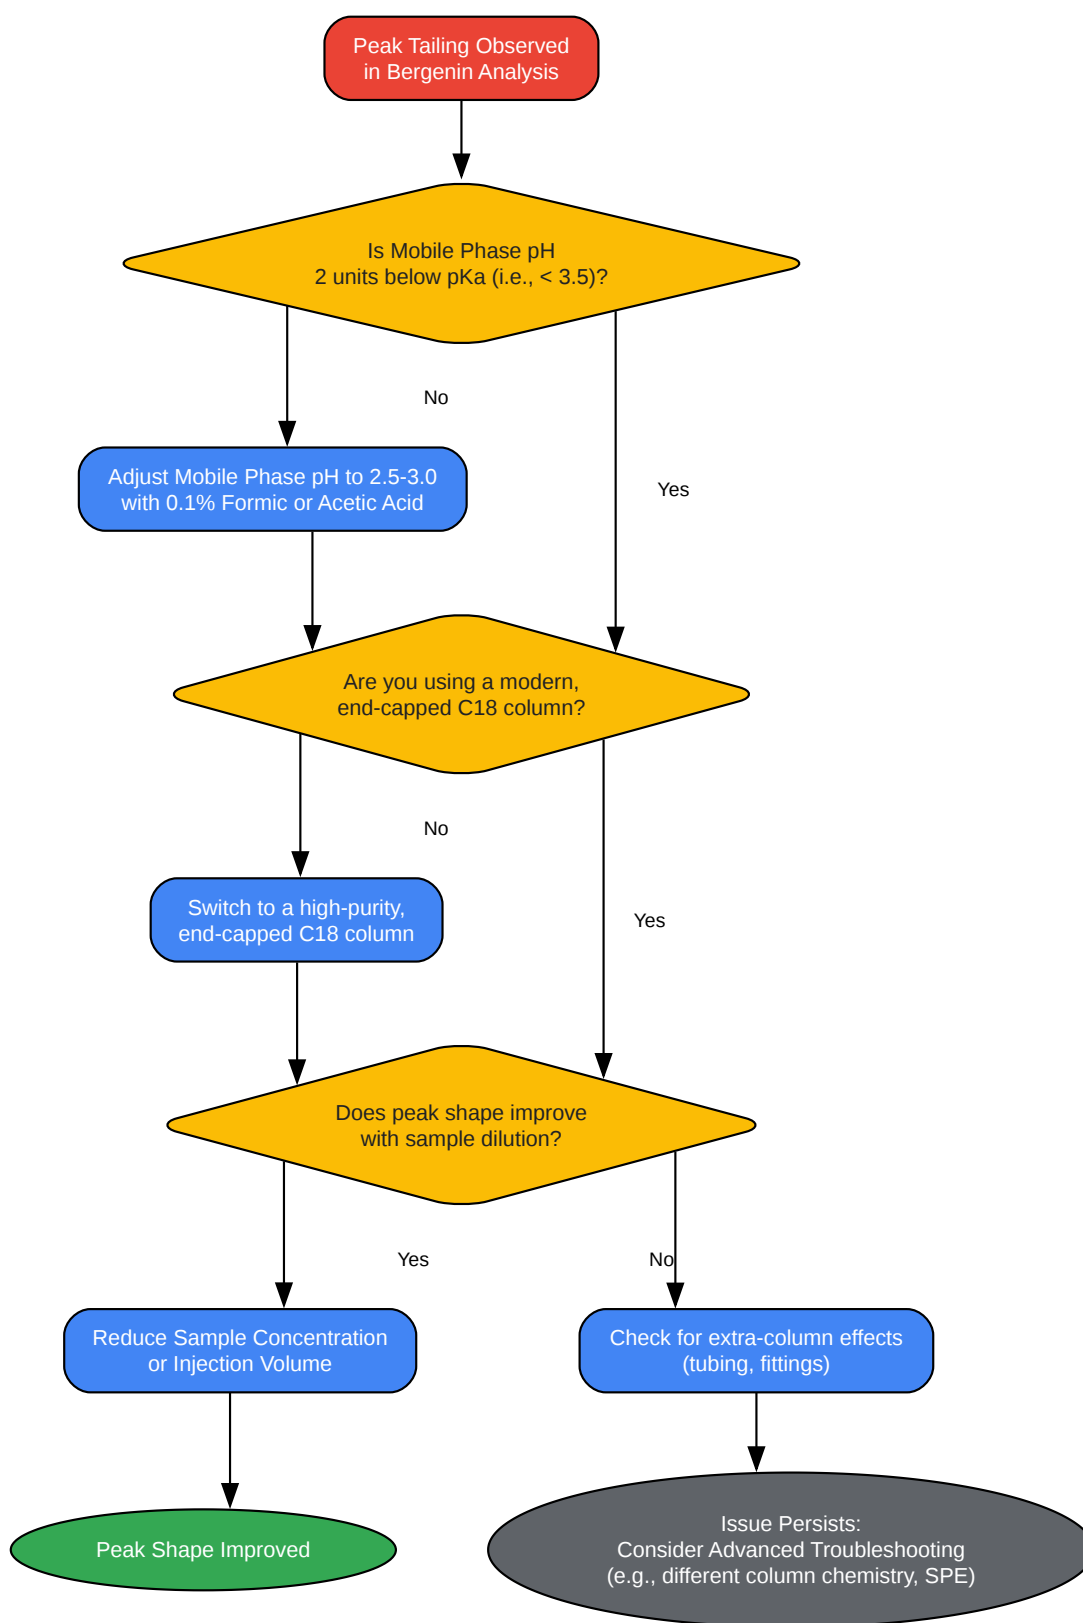 Peak Tailing Observed
in Bergenin Analysis
Is Mobile Phase pH
2 units below pKa (i.e., < 3.5)?
No
Adjust Mobile Phase pH to 2.5-3.0
with 0.1% Formic or Acetic Acid
Yes
Are you using a modern,
end-capped C18 column?
No
Switch to a high-purity,
end-capped C18 column
Yes
Does peak shape improve
with sample dilution?
Yes
No
Reduce Sample Concentration
or Injection Volume
Check for extra-column effects
(tubing, fittings)
Peak Shape Improved
Issue Persists:
Consider Advanced Troubleshooting
(e.g., different column chemistry, SPE)